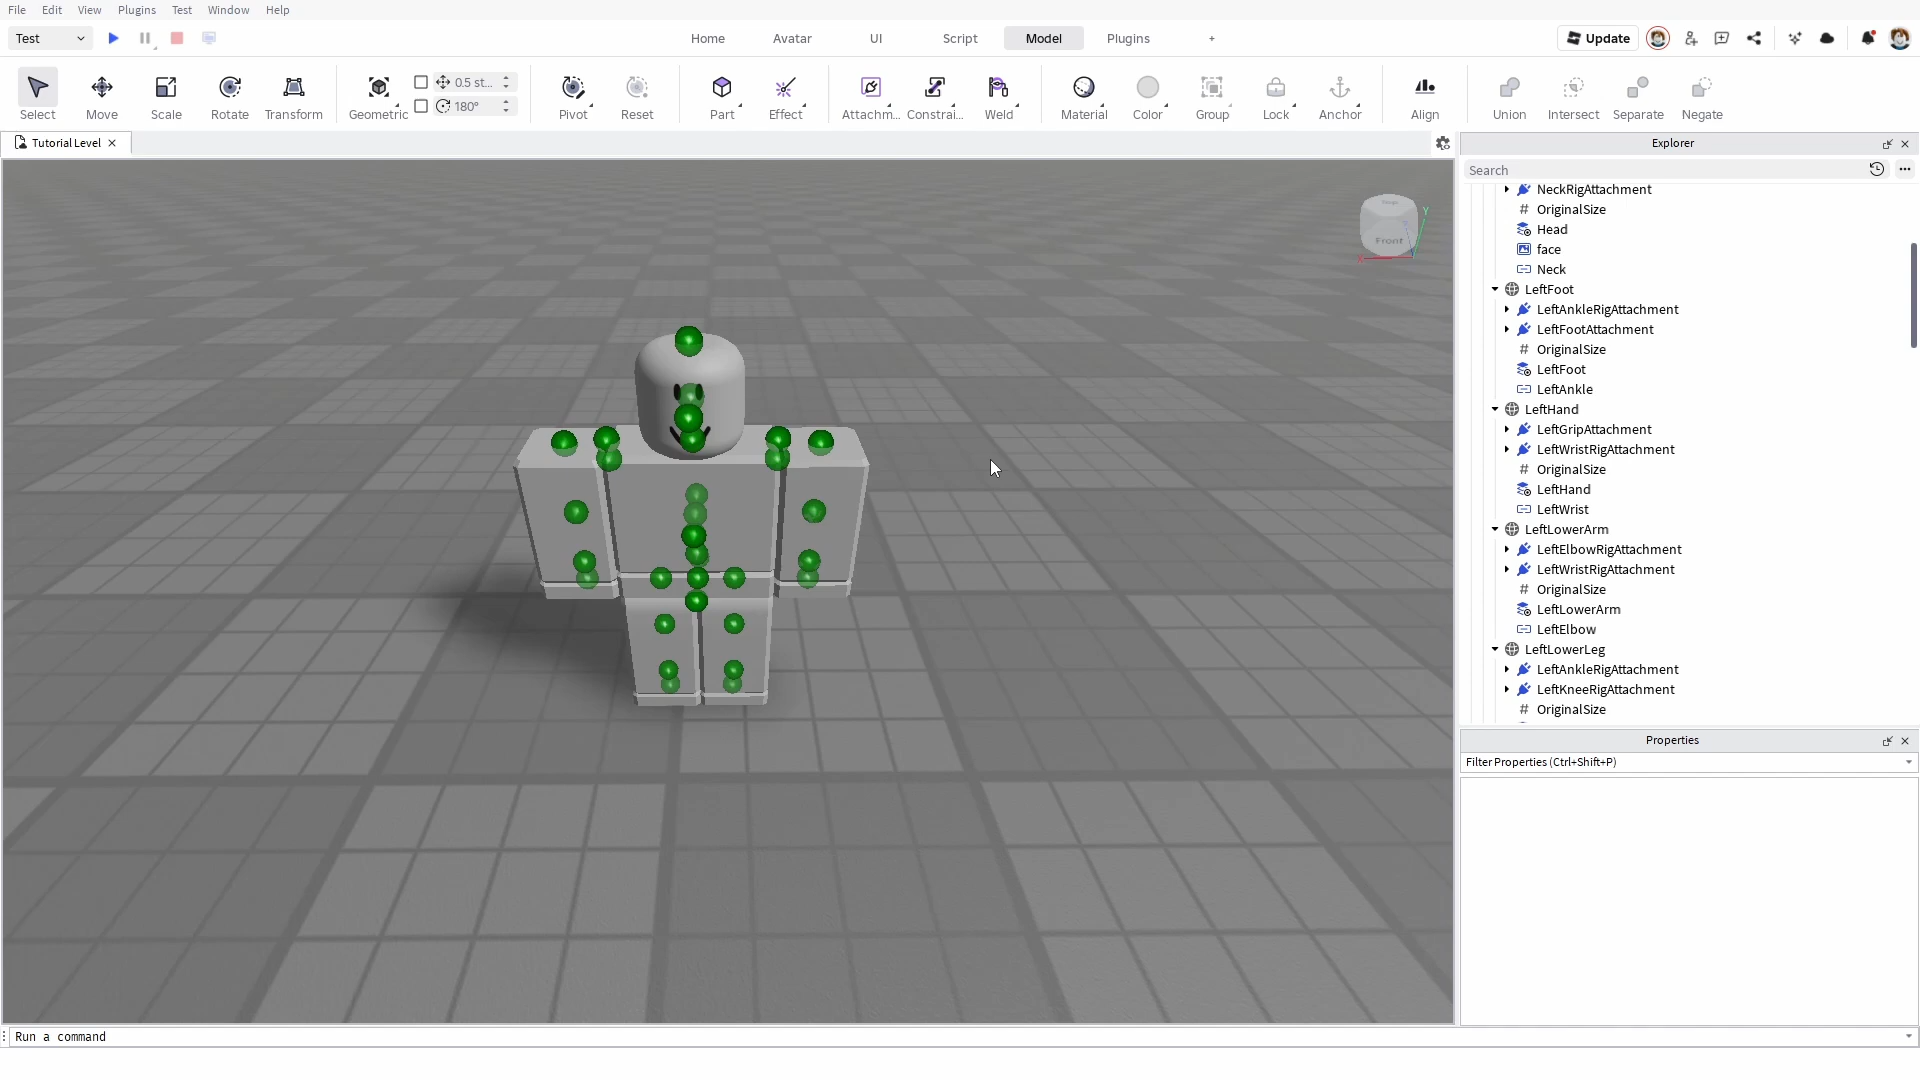 File Edit View Plugins Test Window Help
Test Home Avatar UI Script Model Plugins + Update
0.5 st...
180°
Select Move Scale Rotate Transform Geometric Pivot Reset Part Effect Attachm... Constrai... Weld Material Color Group Lock Anchor Align Union Intersect Separate Negate
Tutorial Level
Front
Y
X
Explorer
Search
NeckRigAttachment
OriginalSize
Head
face
Neck
LeftFoot
LeftAnkleRigAttachment
LeftFootAttachment
OriginalSize
LeftFoot
LeftAnkle
LeftHand
LeftGripAttachment
LeftWristRigAttachment
OriginalSize
LeftHand
LeftWrist
LeftLowerArm
LeftElbowRigAttachment
LeftWristRigAttachment
OriginalSize
LeftLowerArm
LeftElbow
LeftLowerLeg
LeftAnkleRigAttachment
LeftKneeRigAttachment
OriginalSize
Properties
Filter Properties (Ctrl+Shift+P)
Run a command